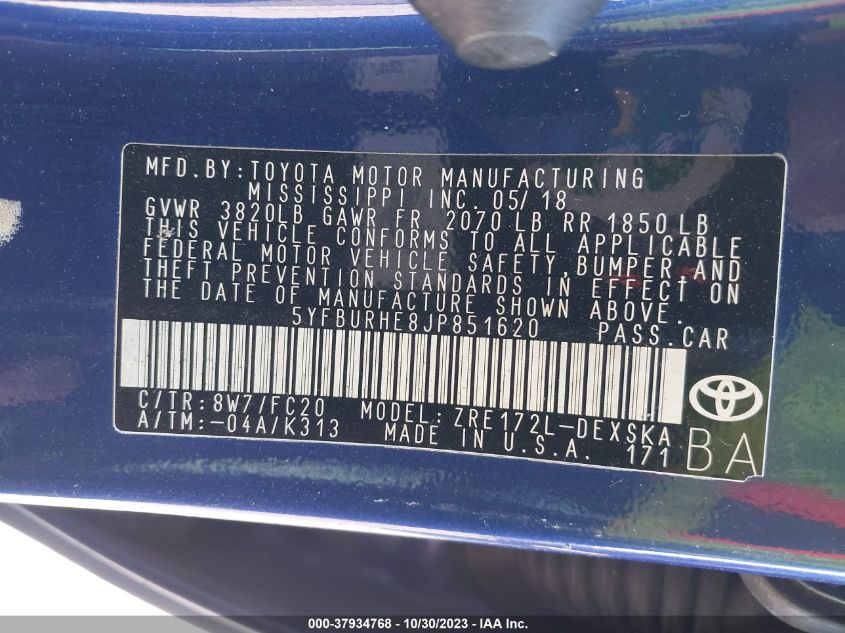 MFD.BY:TOYOTA MOTOR MANUFACTURING
MISSISSIPPI INC. 05/18
GVWR 3820LB GAWR FR 2070 LB RR 1850 LB
THIS VEHICLE CONFORMS TO ALL APPLICABLE
FEDERAL MOTOR VEHICLE SAFETY,BUMPER,AND
THEFT PREVENTION STANDARDS IN EFFECT ON
THE DATE OF MANUFACTURE SHOWN ABOVE.
5YFBURHE8JP851620 PASS.CAR
C/TR:8W7/FC20 MODEL:ZRE172L-DEXSKA
A/TM:-04A/K313 MADE IN U.S.A. 171
BA
000-37934768 - 10/30/2023 - IAA Inc.